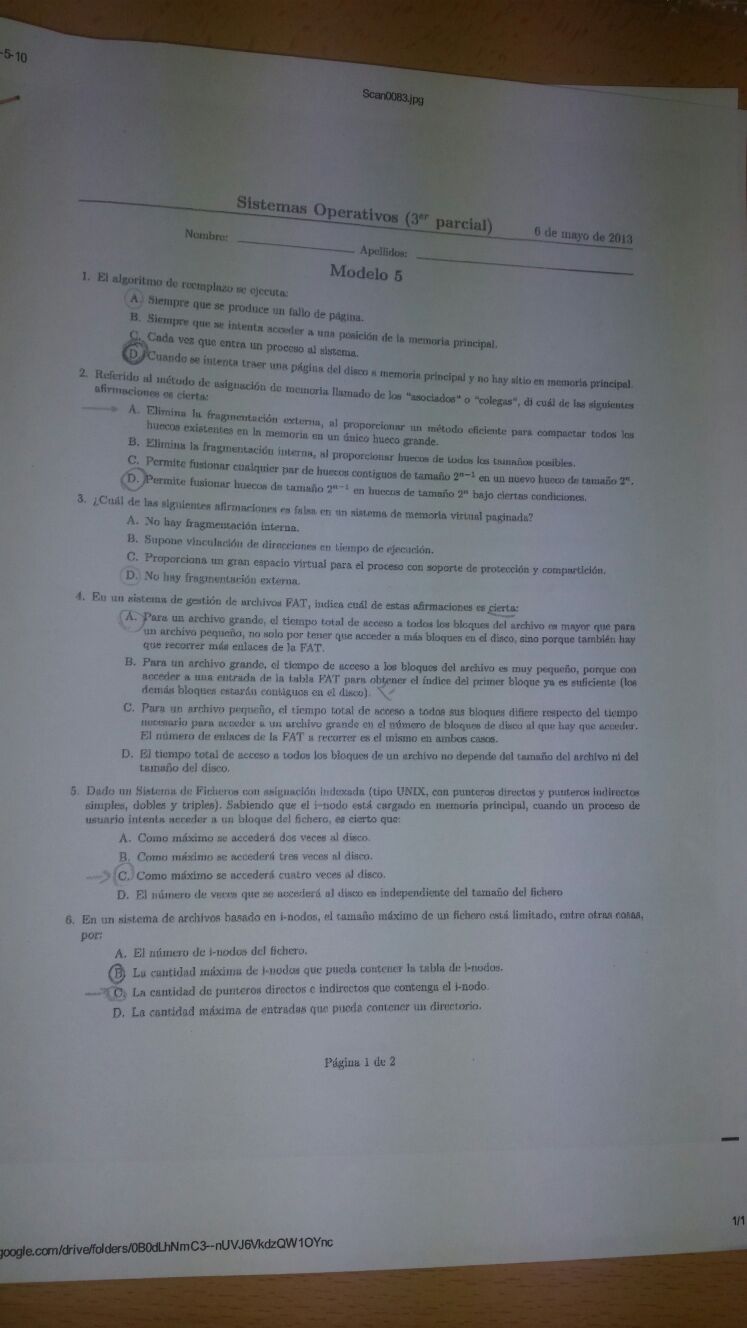 -5-10
Scan0083.jpg
Sistemas Operativos (3er parcial)
6 de mayo de 2013
Nombre:
Apellidos:
Modelo 5
1. El algoritmo de reemplazo se ejecuta:
A. Siempre que se produce un fallo de página.
B. Siempre que se intenta acceder a una posición de la memoria principal.
C. Cada vez que entra un proceso al sistema.
D. Cuando se intenta traer una página del disco a memoria principal y no hay sitio en memoria principal.
2. Referido al método de asignación de memoria llamado de los "asociados" o "colegas", di cuál de las siguientes
afirmaciones es cierta:
A. Elimina la fragmentación externa, al proporcionar un método eficiente para compactar todos los
huecos existentes en la memoria en un único hueco grande.
B. Elimina la fragmentación interna, al proporcionar huecos de todos los tamaños posibles.
C. Permite fusionar cualquier par de huecos contiguos de tamaño 2ⁿ⁻¹ en un nuevo hueco de tamaño 2ⁿ.
D. Permite fusionar huecos de tamaño 2ⁿ⁻¹ en huecos de tamaño 2ⁿ bajo ciertas condiciones.
3. ¿Cuál de las siguientes afirmaciones es falsa en un sistema de memoria virtual paginada?
A. No hay fragmentación interna.
B. Supone vinculación de direcciones en tiempo de ejecución.
C. Proporciona un gran espacio virtual para el proceso con soporte de protección y compartición.
D. No hay fragmentación externa.
4. En un sistema de gestión de archivos FAT, indica cuál de estas afirmaciones es cierta:
A. Para un archivo grande, el tiempo total de acceso a todos los bloques del archivo es mayor que para
un archivo pequeño, no solo por tener que acceder a más bloques en el disco, sino porque también hay
que recorrer más enlaces de la FAT.
B. Para un archivo grande, el tiempo de acceso a los bloques del archivo es muy pequeño, porque con
acceder a una entrada de la tabla FAT para obtener el índice del primer bloque ya es suficiente (los
demás bloques estarán contiguos en el disco).
C. Para un archivo pequeño, el tiempo total de acceso a todos sus bloques difiere respecto del tiempo
necesario para acceder a un archivo grande en el número de bloques de disco al que hay que acceder.
El número de enlaces de la FAT a recorrer es el mismo en ambos casos.
D. El tiempo total de acceso a todos los bloques de un archivo no depende del tamaño del archivo ni del
tamaño del disco.
5. Dado un Sistema de Ficheros con asignación indexada (tipo UNIX, con punteros directos y punteros indirectos
simples, dobles y triples). Sabiendo que el i-nodo está cargado en memoria principal, cuando un proceso de
usuario intenta acceder a un bloque del fichero, es cierto que:
A. Como máximo se accederá dos veces al disco.
B. Como máximo se accederá tres veces al disco.
C. Como máximo se accederá cuatro veces al disco.
D. El número de veces que se accederá al disco es independiente del tamaño del fichero
6. En un sistema de archivos basado en i-nodos, el tamaño máximo de un fichero está limitado, entre otras cosas,
por:
A. El número de i-nodos del fichero.
B. La cantidad máxima de i-nodos que pueda contener la tabla de i-nodos.
C. La cantidad de punteros directos e indirectos que contenga el i-nodo.
D. La cantidad máxima de entradas que pueda contener un directorio.
Página 1 de 2
1/1
google.com/drive/folders/0B0dLhNmC3--nUVJ6VkdzQW1OYnc